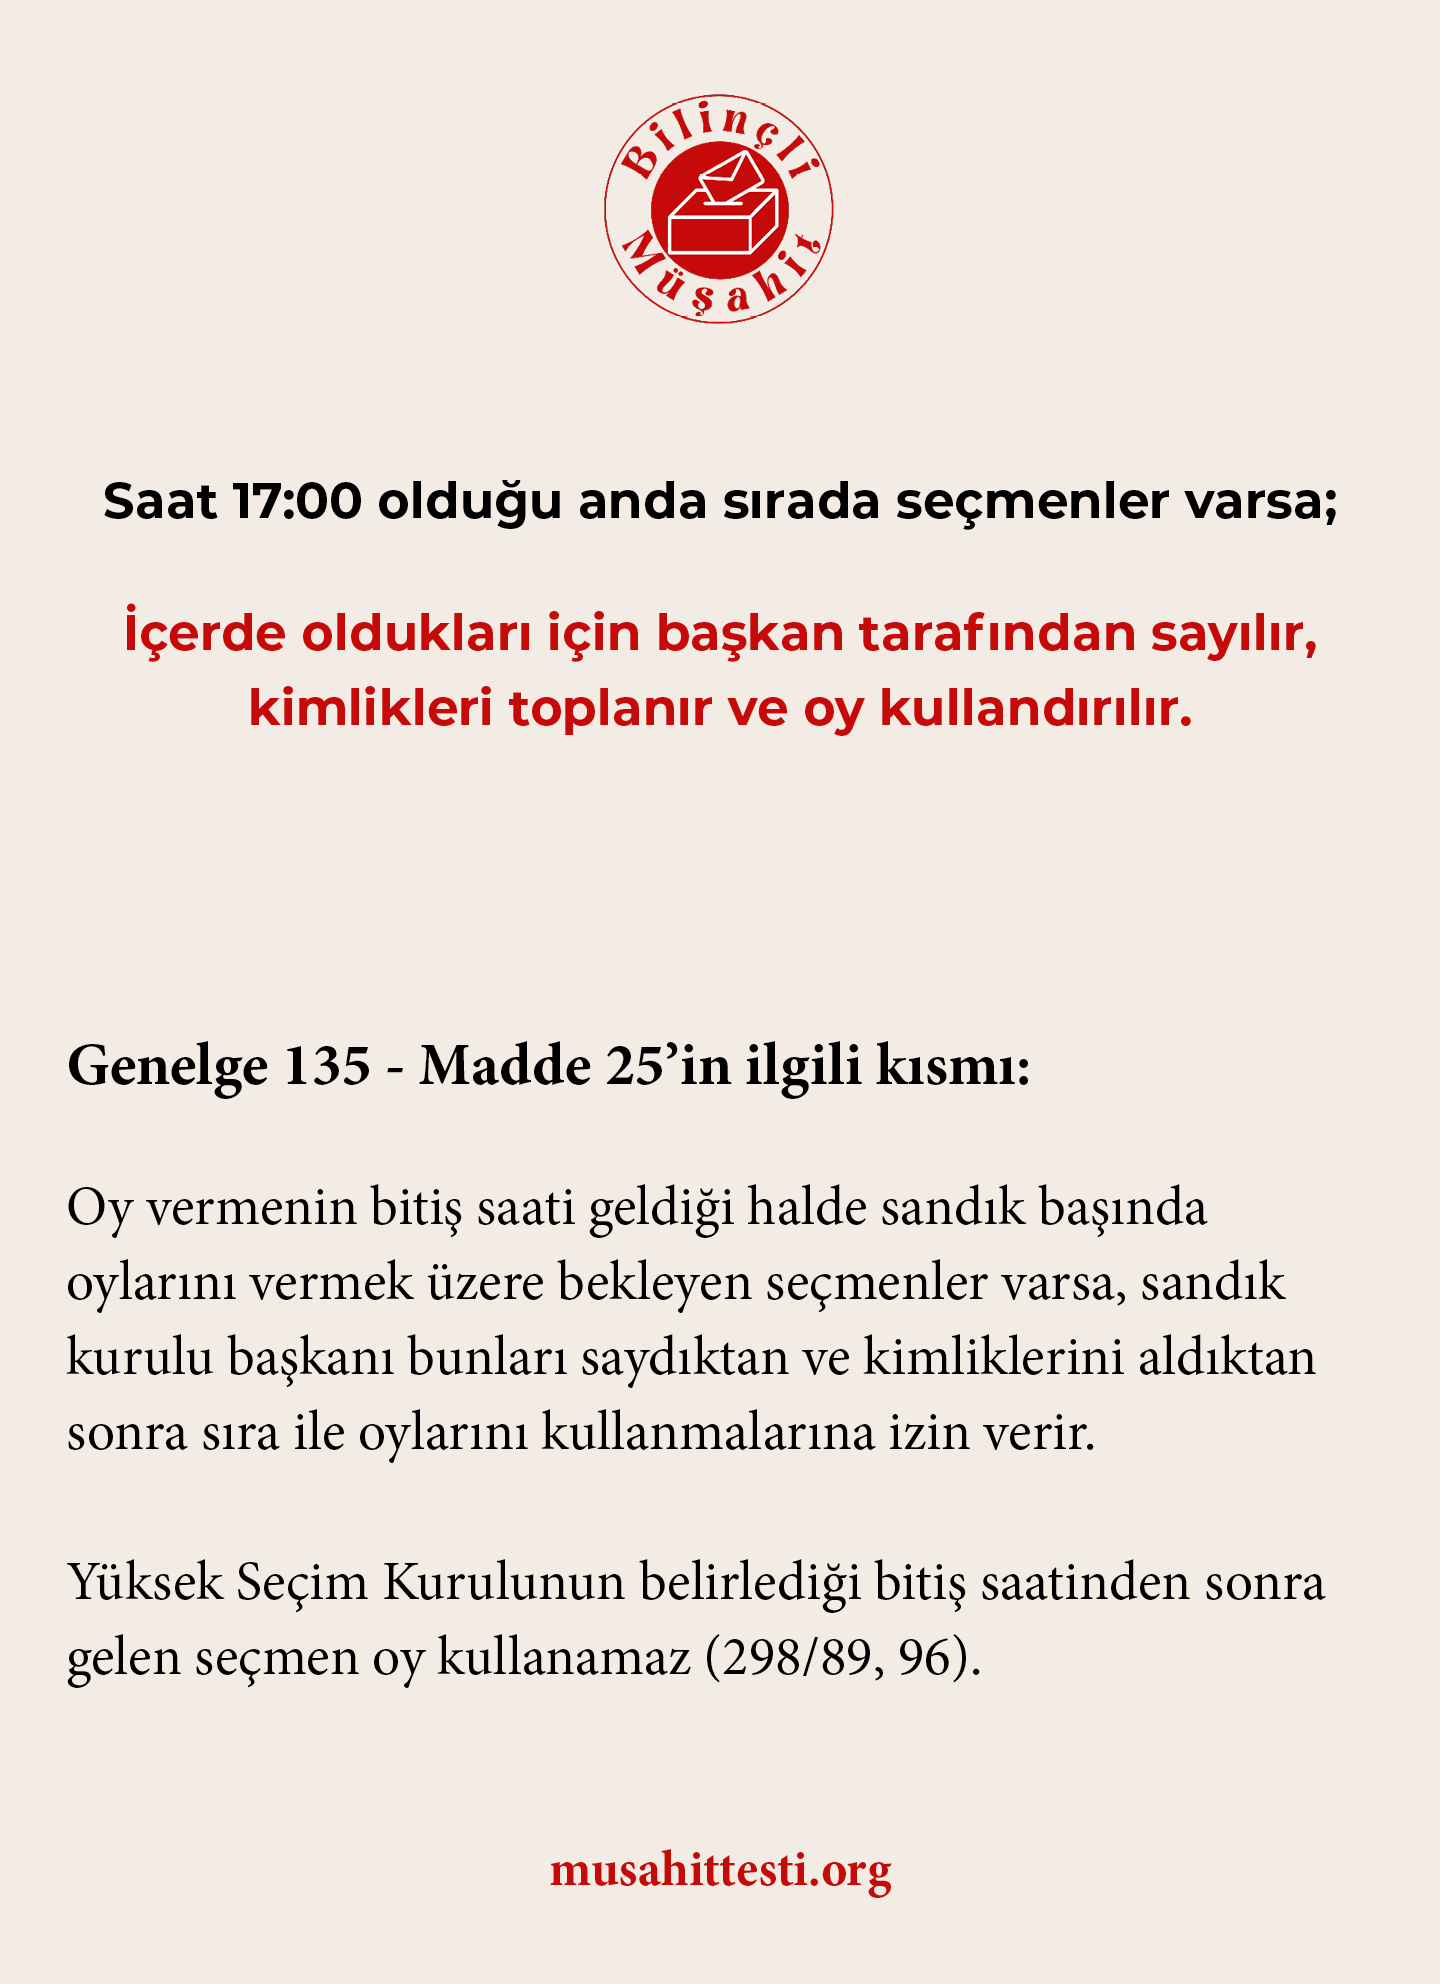 Bilinçli
Müşahit
Saat 17:00 olduğu anda sırada seçmenler varsa;
İçerde oldukları için başkan tarafından sayılır,
kimlikleri toplanır ve oy kullandırılır.
Genelge 135 - Madde 25’in ilgili kısmı:
Oy vermenin bitiş saati geldiği halde sandık başında
oylarını vermek üzere bekleyen seçmenler varsa, sandık
kurulu başkanı bunları saydıktan ve kimliklerini aldıktan
sonra sıra ile oylarını kullanmalarına izin verir.
Yüksek Seçim Kurulunun belirlediği bitiş saatinden sonra
gelen seçmen oy kullanamaz (298/89, 96).
musahittesti.org